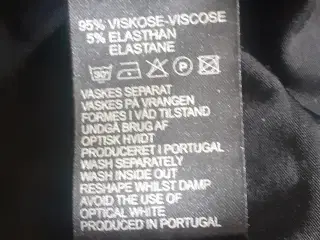 95% VISKOSE-VISCOSE
5% ELASTHAN
ELASTANE
30° P
VASKES SEPARAT
VASKES PÅ VRANGEN
FORMES I VÅD TILSTAND
UNDGÅ BRUG AF
OPTISK HVIDT
PRODUCERET I PORTUGAL
WASH SEPARATELY
WASH INSIDE OUT
RESHAPE WHILST DAMP
AVOID THE USE OF
OPTICAL WHITE
PRODUCED IN PORTUGAL